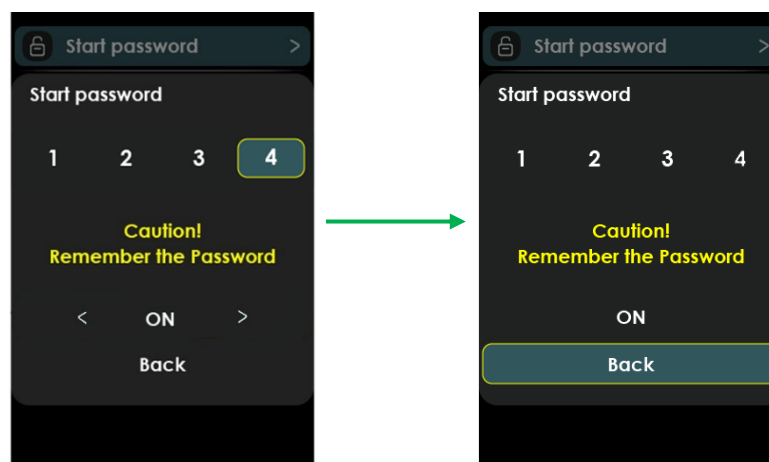 Start password >
Start password
1 2 3 4
Caution!
Remember the Password
< ON >
Back
Start password >
Start password
1 2 3 4
Caution!
Remember the Password
ON
Back